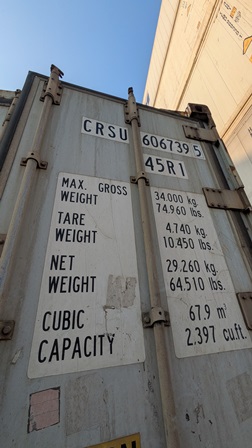 CRSU 606739 5
45R1
MAX. GROSS 34.000 kg.
WEIGHT 74.960 lbs.
TARE 4.740 kg.
WEIGHT 10.450 lbs.
NET 29.260 kg.
WEIGHT 64.510 lbs.
CUBIC 67.9 m³
CAPACITY 2.397 cu.ft.